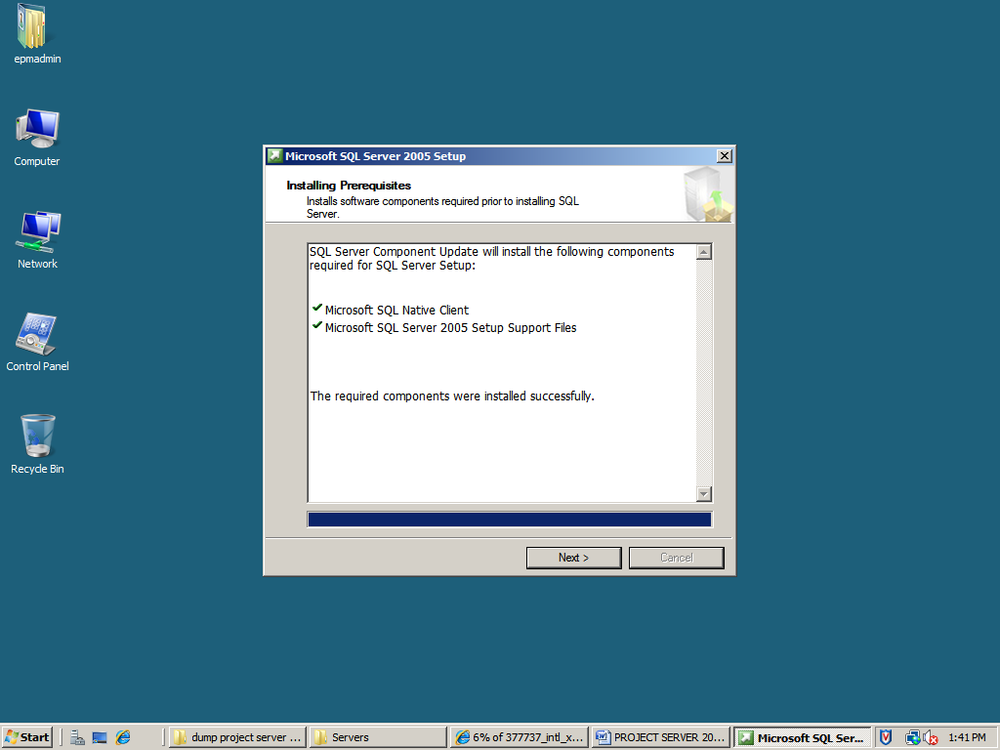 epmadmin
Computer
Network
Control Panel
Recycle Bin
Microsoft SQL Server 2005 Setup
Installing Prerequisites
Installs software components required prior to installing SQL
Server.
SQL Server Component Update will install the following components
required for SQL Server Setup:
Microsoft SQL Native Client
Microsoft SQL Server 2005 Setup Support Files
The required components were installed successfully.
Next >
Cancel
Start
dump project server ...
Servers
6% of 377737_intl_x...
PROJECT SERVER 20...
Microsoft SQL Ser...
1:41 PM